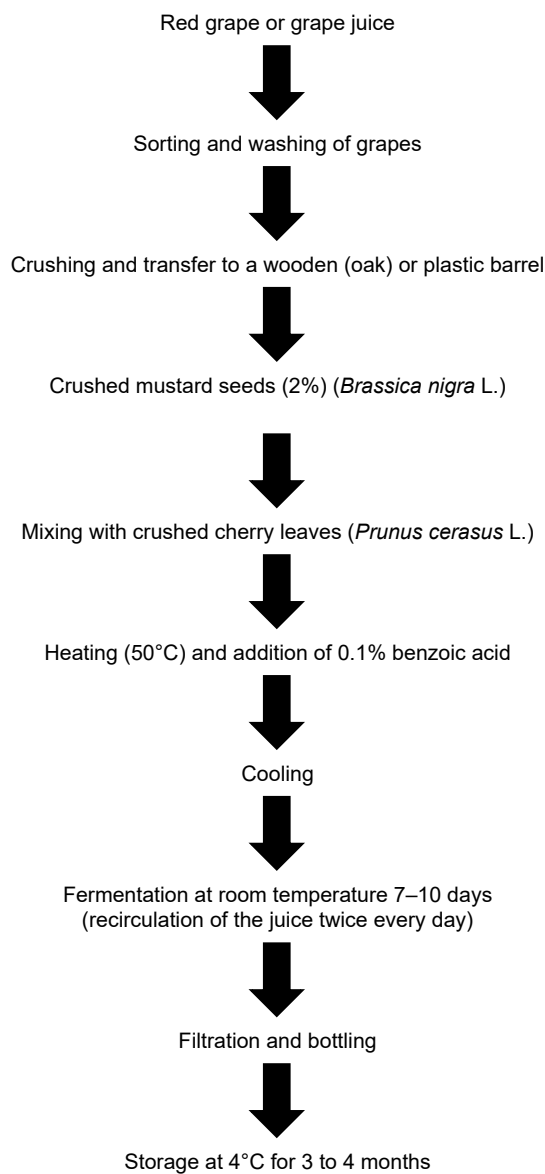 Red grape or grape juice
Sorting and washing of grapes
Crushing and transfer to a wooden (oak) or plastic barrel
Crushed mustard seeds (2%) (Brassica nigra L.)
Mixing with crushed cherry leaves (Prunus cerasus L.)
Heating (50°C) and addition of 0.1% benzoic acid
Cooling
Fermentation at room temperature 7–10 days
(recirculation of the juice twice every day)
Filtration and bottling
Storage at 4°C for 3 to 4 months